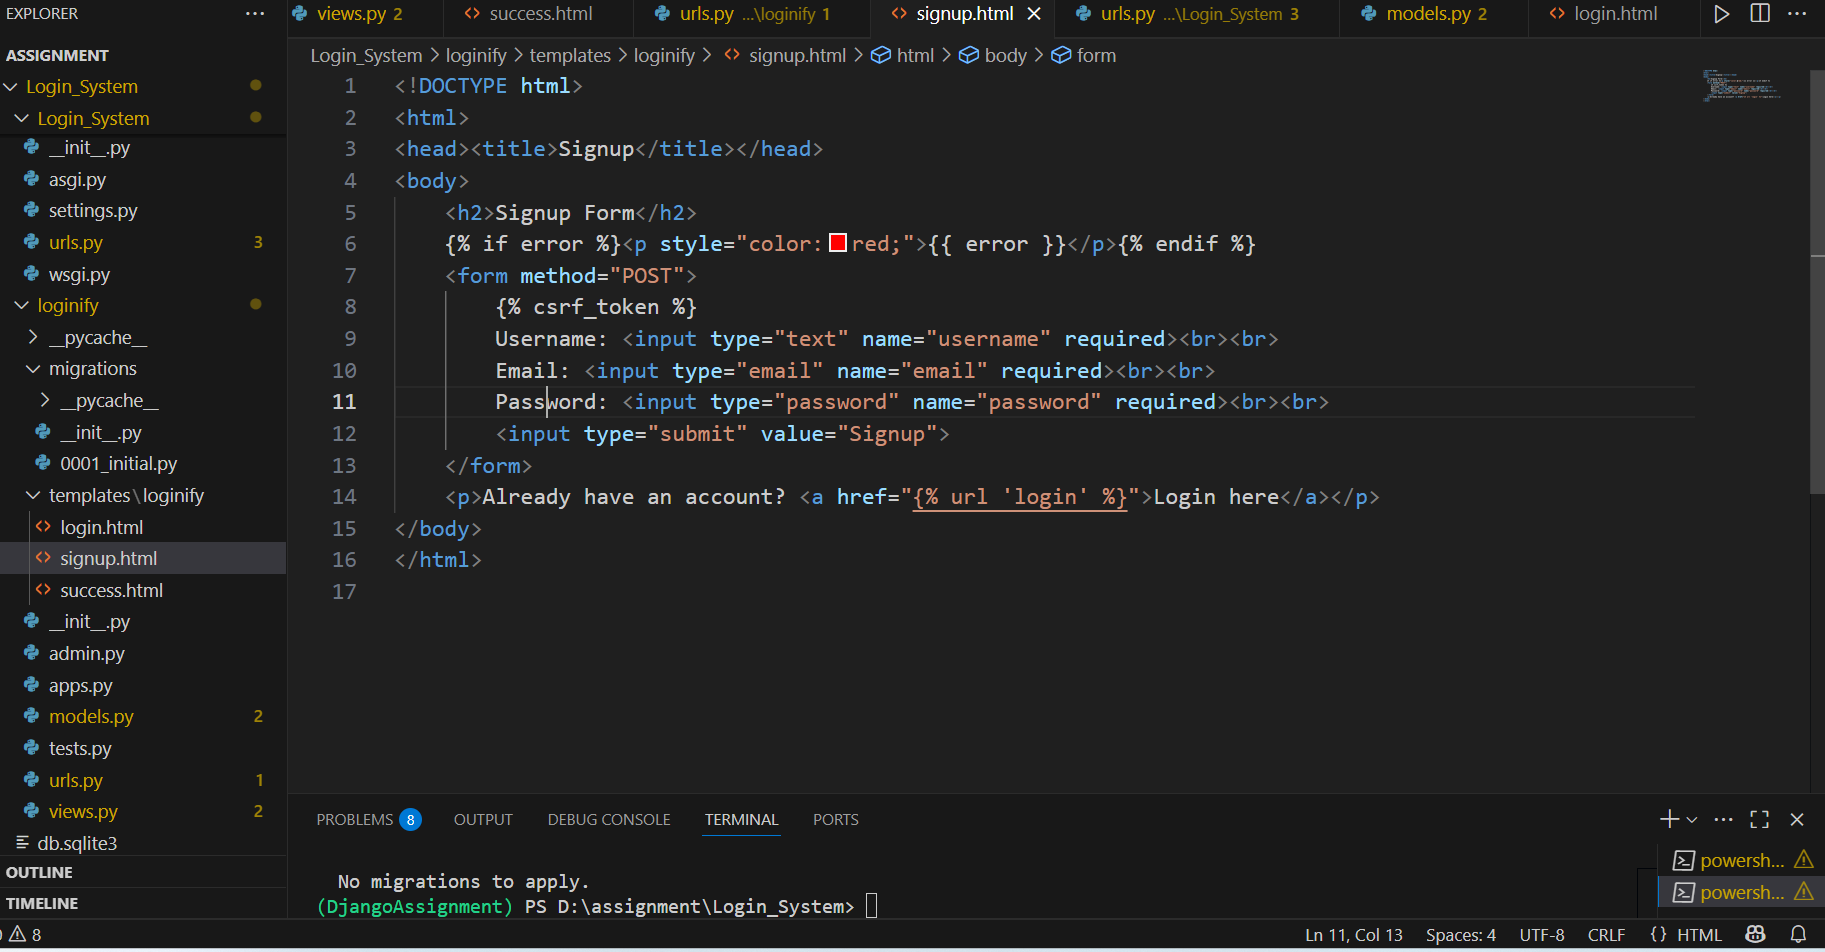 EXPLORER
ASSIGNMENT
Login_System
Login_System
__init__.py
asgi.py
settings.py
urls.py 3
wsgi.py
loginify
__pycache__
migrations
__pycache__
__init__.py
0001_initial.py
templates\loginify
login.html
signup.html
success.html
__init__.py
admin.py
apps.py
models.py 2
tests.py
urls.py 1
views.py 2
db.sqlite3
OUTLINE
TIMELINE
views.py 2 success.html urls.py ...\loginify 1 signup.html urls.py ...\Login_System 3 models.py 2 login.html
Login_System > loginify > templates > loginify > signup.html > html > body > form
1 <!DOCTYPE html>
2 <html>
3 <head><title>Signup</title></head>
4 <body>
5 <h2>Signup Form</h2>
6 {% if error %}<p style="color:red;">{{ error }}</p>{% endif %}
7 <form method="POST">
8 {% csrf_token %}
9 Username: <input type="text" name="username" required><br><br>
10 Email: <input type="email" name="email" required><br><br>
11 Password: <input type="password" name="password" required><br><br>
12 <input type="submit" value="Signup">
13 </form>
14 <p>Already have an account? <a href="{% url 'login' %}">Login here</a></p>
15 </body>
16 </html>
17
PROBLEMS 8 OUTPUT DEBUG CONSOLE TERMINAL PORTS
No migrations to apply.
(DjangoAssignment) PS D:\assignment\Login_System>
powersh...
powersh...
8 Ln 11, Col 13 Spaces: 4 UTF-8 CRLF {} HTML